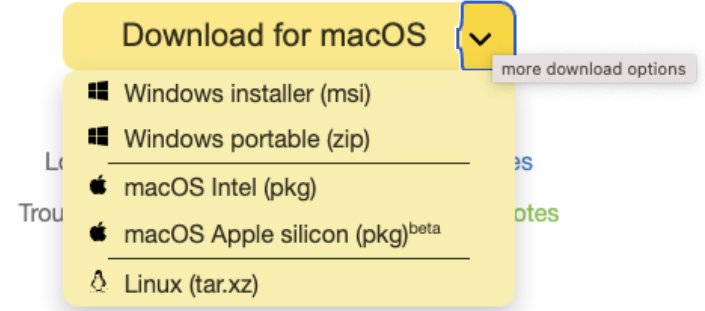 Download for macOS
more download options
Windows installer (msi)
Windows portable (zip)
macOS Intel (pkg)
macOS Apple silicon (pkg)beta
Linux (tar.xz)